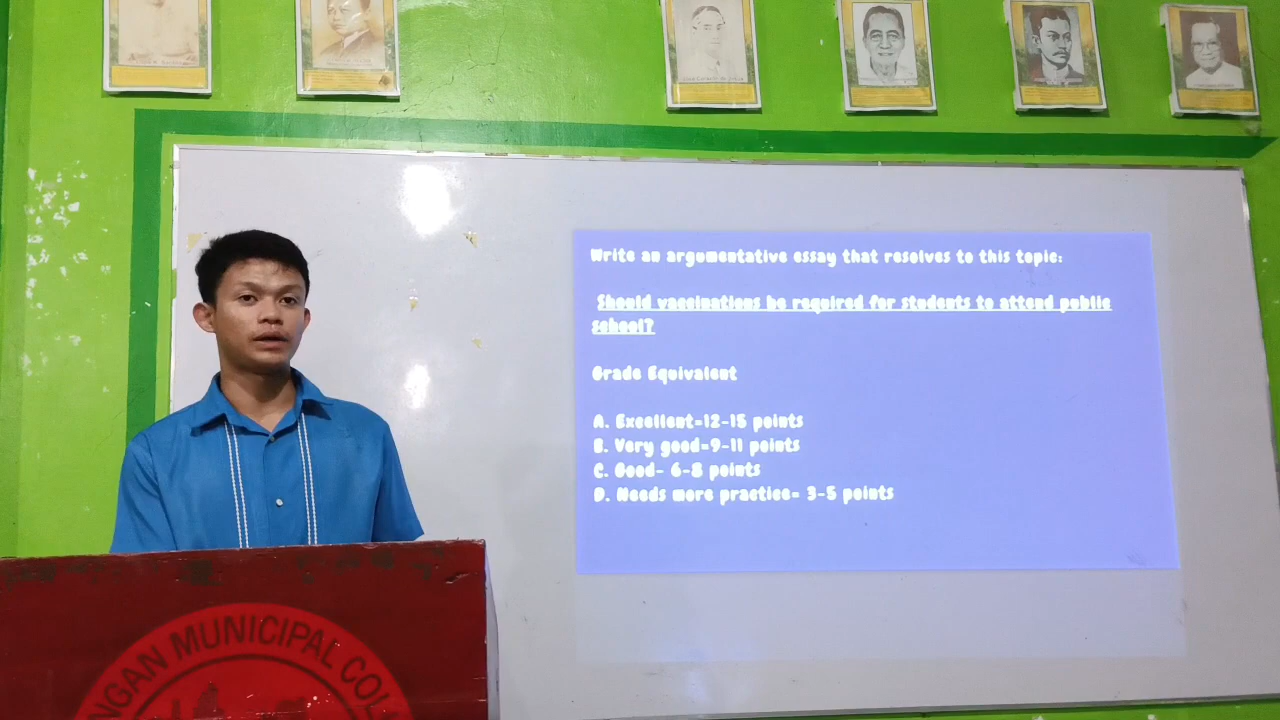 Write an argumentative essay that resolves to this topic:
Should vaccinations be required for students to attend public
school?
Grade Equivalent
A. Excellent=12-15 points
B. Very good=9-11 points
C. Good- 6-8 points
D. Needs more practice= 3-5 points
NGAN MUNICIPAL COL